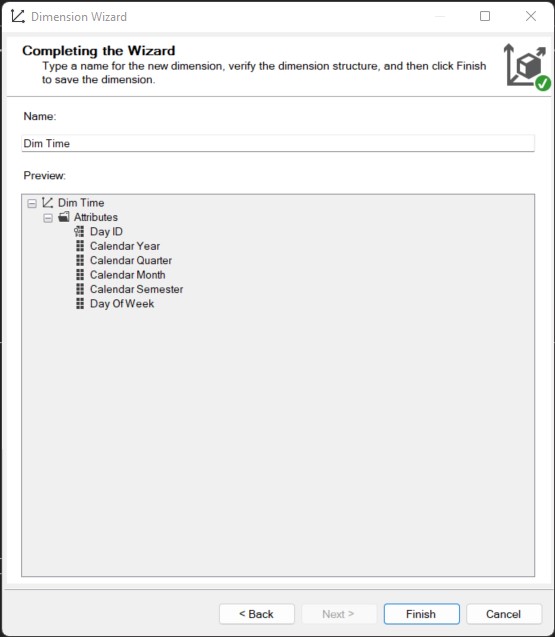 Dimension Wizard
Completing the Wizard
Type a name for the new dimension, verify the dimension structure, and then click Finish
to save the dimension.
Name:
Dim Time
Preview:
Dim Time
Attributes
Day ID
Calendar Year
Calendar Quarter
Calendar Month
Calendar Semester
Day Of Week
< Back
Next >
Finish
Cancel